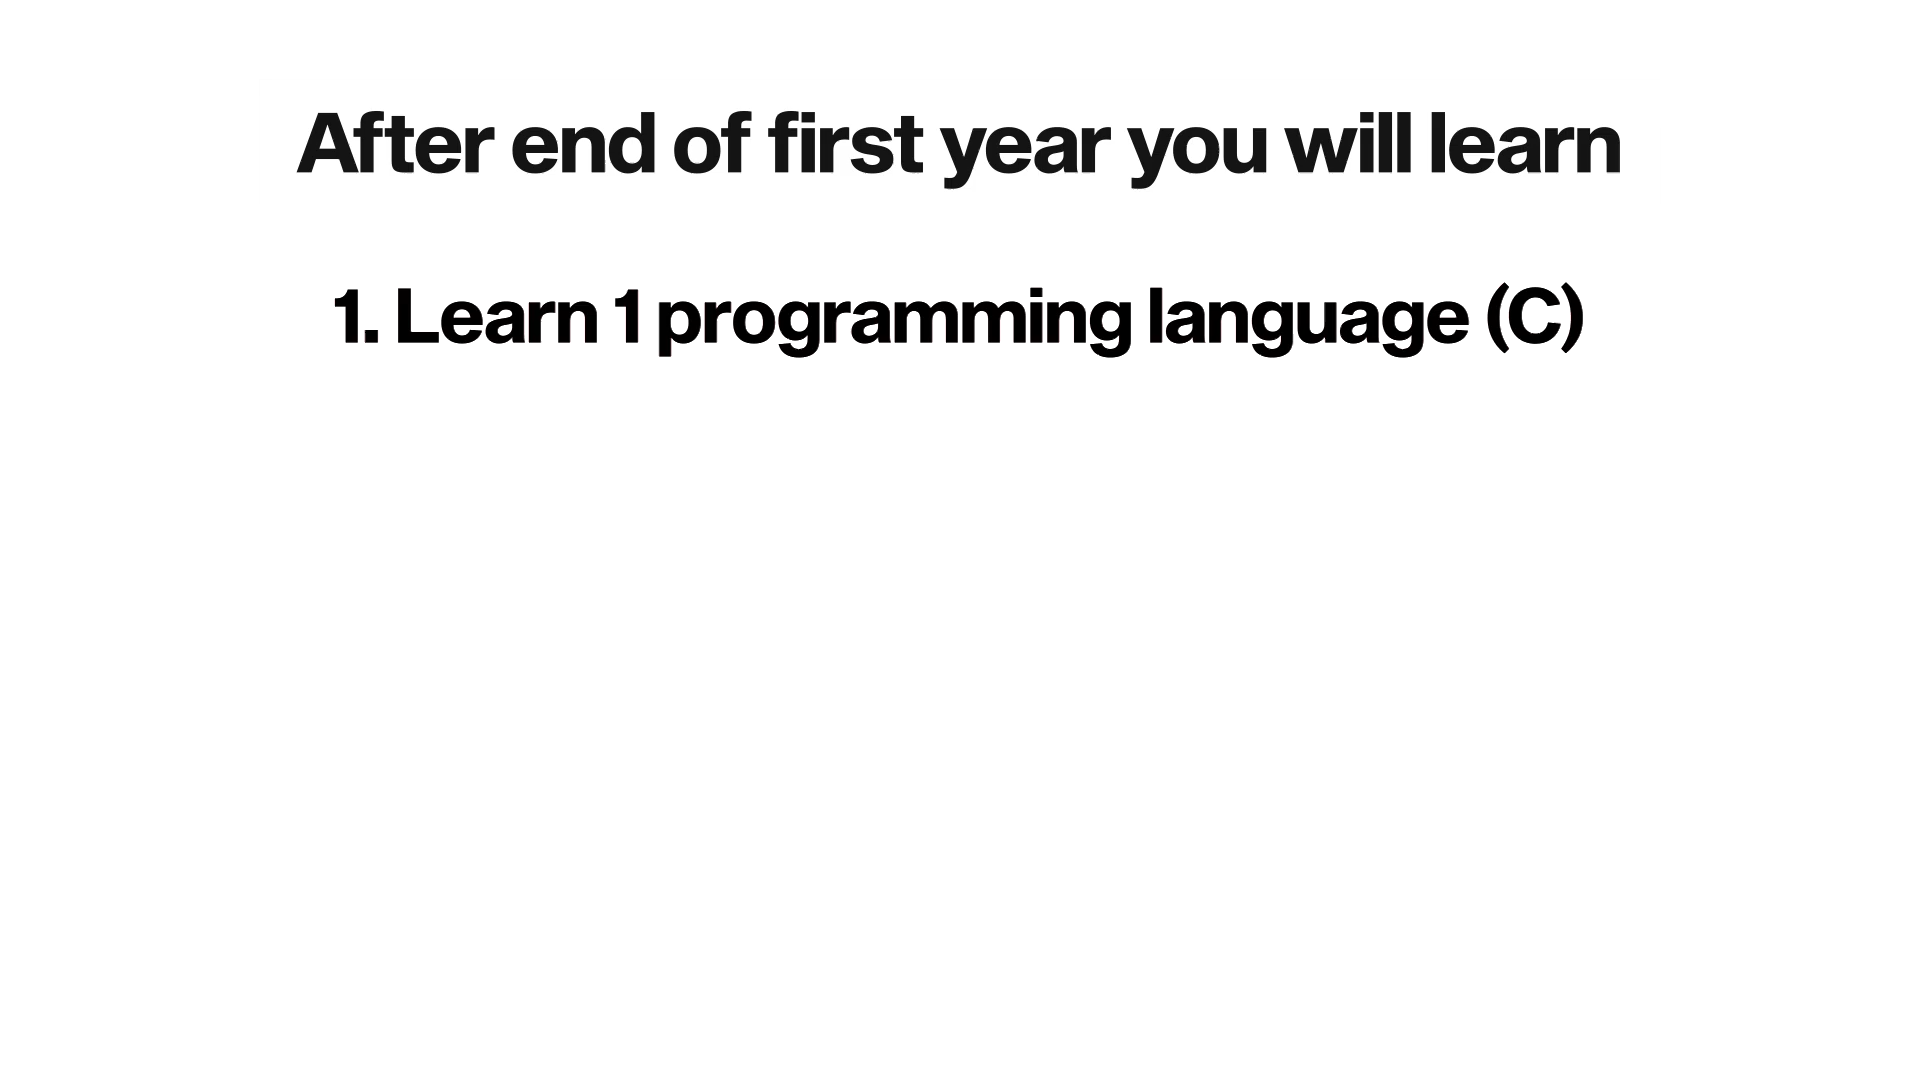 After end of first year you will learn
1. Learn 1 programming language (C)